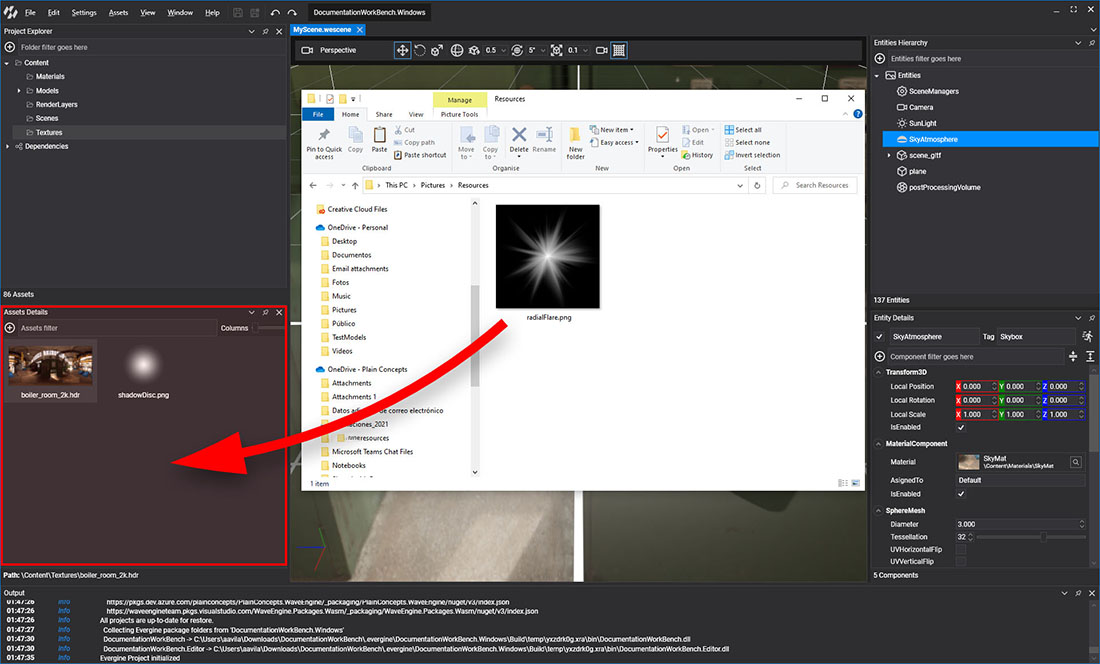 File Edit Settings Assets View Window Help DocumentationWorkBench.Windows
Project Explorer
Folder filter goes here
Content
Materials
Models
RenderLayers
Scenes
Textures
Dependencies
86 Assets
Assets Details
Assets filter Columns
boiler_room_2k.hdr shadowDisc.png
Path: \Content\Textures\boiler_room_2k.hdr
MyScene.wescene
Perspective 0.5 5° 0.1
Manage Resources
File Home Share View Picture Tools
Pin to Quick access
Copy
Paste
Cut
Copy path
Paste shortcut
Clipboard
Move to
Copy to
Delete
Rename
Organise
New folder
New item
Easy access
New
Properties
Open
Edit
History
Open
Select all
Select none
Invert selection
Select
This PC Pictures Resources Search Resources
Creative Cloud Files
OneDrive - Personal
Desktop
Documentos
Email attachments
Fotos
Music
Pictures
Público
TestModels
Videos
OneDrive - Plain Concepts
Attachments
Attachments 1
Datos de correo electrónico
_2021
resources
Microsoft Teams Chat Files
Notebooks
1 item
radialFlare.png
Entities Hierarchy
Entities filter goes here
Entities
SceneManagers
Camera
SunLight
SkyAtmosphere
scene_gltf
plane
postProcessingVolume
137 Entities
Entity Details
SkyAtmosphere Tag Skybox
Component filter goes here
Transform3D
Local Position X 0.000 Y 0.000 Z 0.000
Local Rotation X 0.000 Y 0.000 Z 0.000
Local Scale X 1.000 Y 1.000 Z 1.000
IsEnabled
MaterialComponent
Material SkyMat
\Content\Materials\SkyMat
AsignedTo Default
IsEnabled
SphereMesh
Diameter 3.000
Tessellation 32
UVHorizontalFlip
UVVerticalFlip
5 Components
Output
01:47:26 Info https://pkgs.dev.azure.com/plainconcepts/PlainConcepts.WaveEngine/_packaging/PlainConcepts.WaveEngine/nuget/v3/index.json
01:47:26 Info https://waveengineteam.pkgs.visualstudio.com/WaveEngine.Packages.Wasm/_packaging/WaveEngine.Packages.Wasm/nuget/v3/index.json
01:47:26 Info All projects are up-to-date for restore.
01:47:27 Info Collecting Evergine package folders from 'DocumentationWorkBench.Windows'
01:47:30 Info DocumentationWorkBench -> C:\Users\aavila\Downloads\DocumentationWorkBench\.evergine\DocumentationWorkBench.Windows\Build\temp\yxzdrk0g.xra\bin\DocumentationWorkBench.dll
01:47:30 Info DocumentationWorkBench.Editor -> C:\Users\aavila\Downloads\DocumentationWorkBench\.evergine\DocumentationWorkBench.Windows\Build\temp\yxzdrk0g.xra\bin\DocumentationWorkBench.Editor.dll
01:47:35 Info Evergine Project initialized